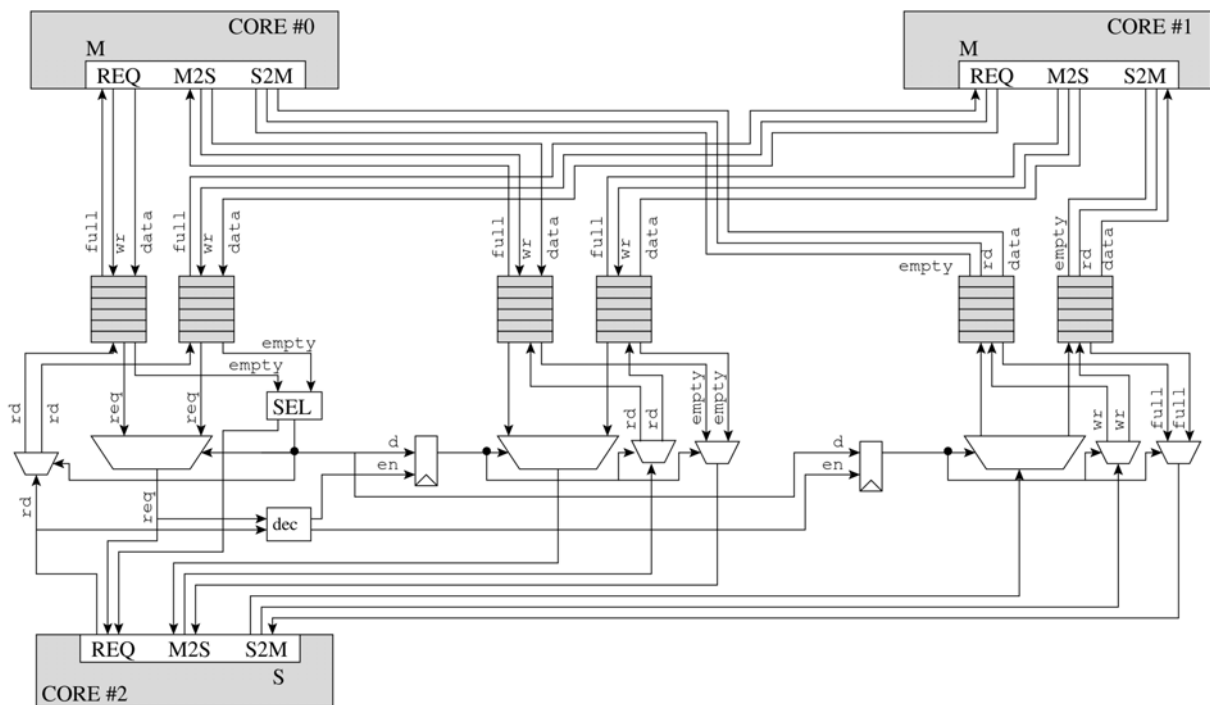 CORE #0
M
REQ M2S S2M
CORE #1
M
REQ M2S S2M
full
wr
data
full
wr
data
full
wr
data
full
wr
data
empty
rd
data
empty
rd
data
rd
rd
req
req
empty
empty
SEL
rd
rd
empty
empty
wr
wr
full
full
d
en
d
en
rd
req
dec
REQ M2S S2M
S
CORE #2